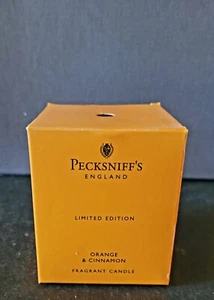 PECKSNIFF'S
ENGLAND
LIMITED EDITION
ORANGE
& CINNAMON
FRAGRANT CANDLE